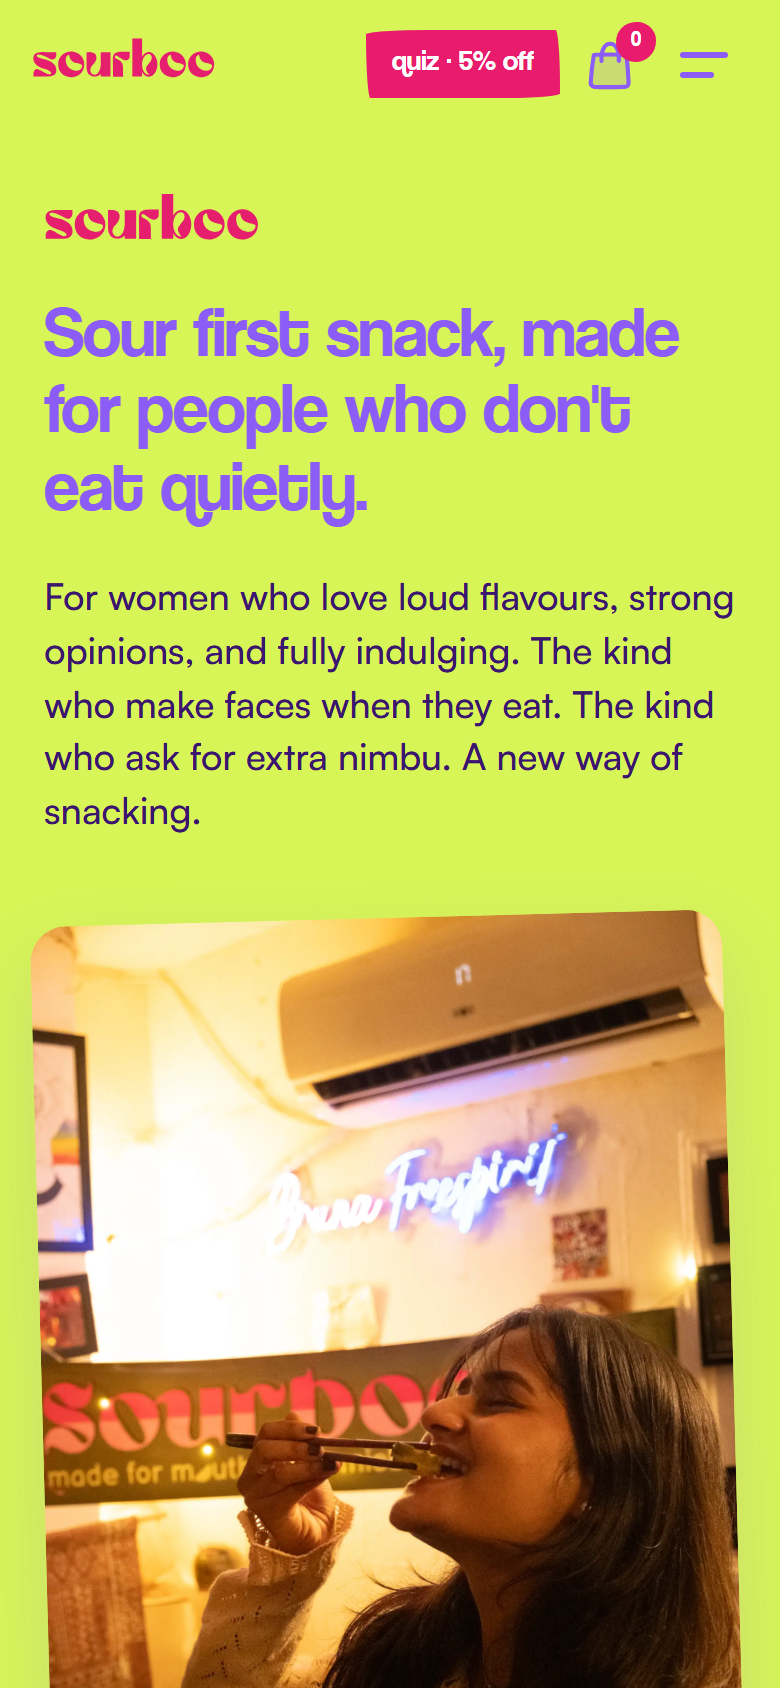 sourboo
quiz · 5% off
0
sourboo
Sour first snack, made
for people who don't
eat quietly.
For women who love loud flavours, strong
opinions, and fully indulging. The kind
who make faces when they eat. The kind
who ask for extra nimbu. A new way of
snacking.
Freespirit
sourboo
made for